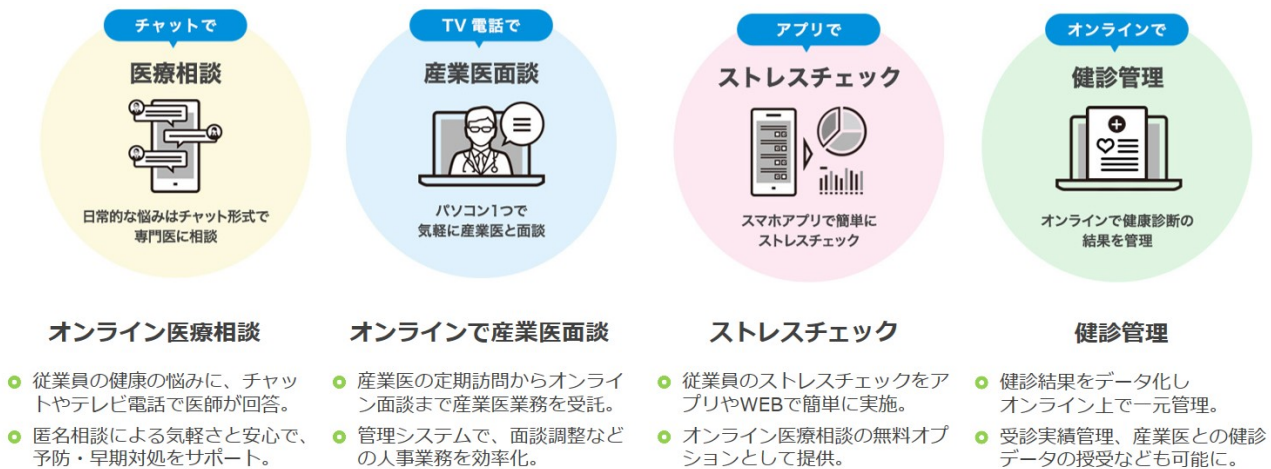 チャットで
医療相談
日常的な悩みはチャット形式で
専門医に相談
TV 電話で
産業医面談
パソコン1つで
気軽に産業医と面談
アプリで
ストレスチェック
スマホアプリで簡単に
ストレスチェック
オンラインで
健診管理
オンラインで健康診断の
結果を管理
オンライン医療相談
従業員の健康の悩みに、チャッ
トやテレビ電話で医師が回答。
匿名相談による気軽さと安心で、
予防・早期対処をサポート。
オンラインで産業医面談
産業医の定期訪問からオンライ
ン面談まで産業医業務を受託。
管理システムで、面談調整など
の人事業務を効率化。
ストレスチェック
従業員のストレスチェックをア
プリやWEBで簡単に実施。
オンライン医療相談の無料オプ
ションとして提供。
健診管理
健診結果をデータ化し
オンライン上で一元管理。
受診実績管理、産業医との健診
データの授受なども可能に。